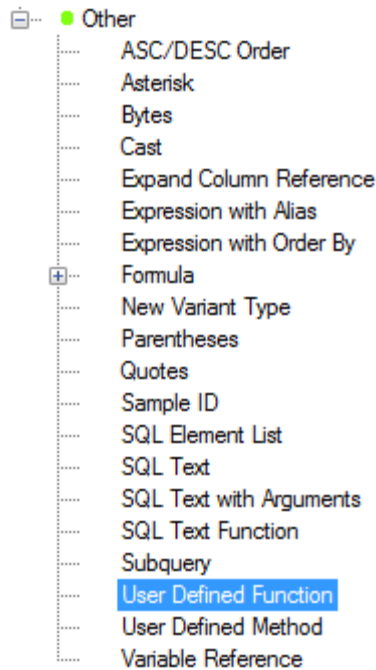 Other
ASC/DESC Order
Asterisk
Bytes
Cast
Expand Column Reference
Expression with Alias
Expression with Order By
Formula
New Variant Type
Parentheses
Quotes
Sample ID
SQL Element List
SQL Text
SQL Text with Arguments
SQL Text Function
Subquery
User Defined Function
User Defined Method
Variable Reference